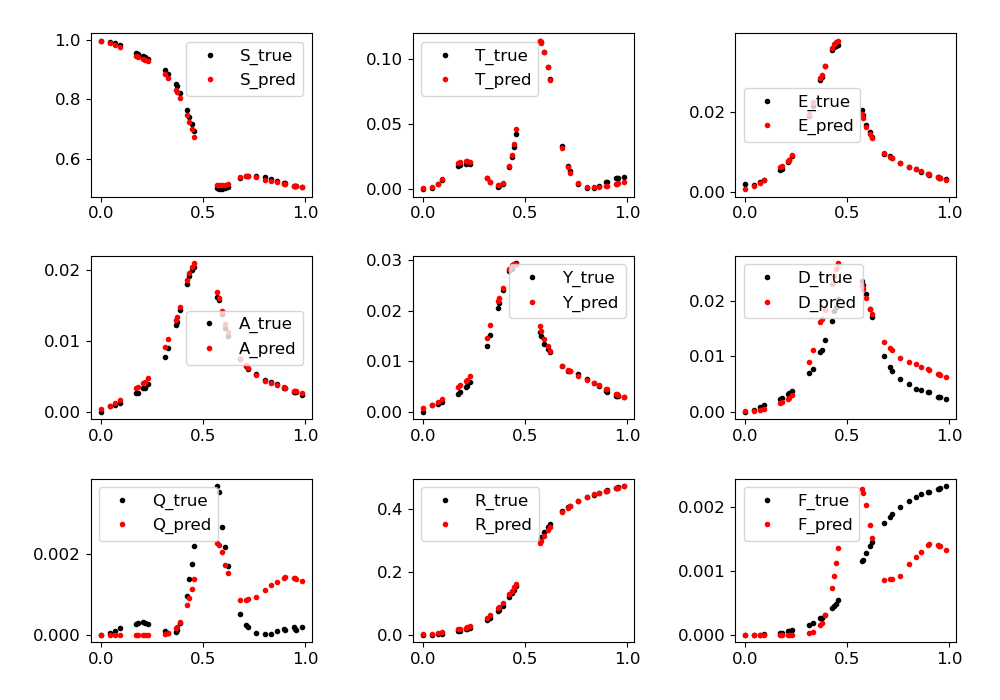 1.0
0.8
0.6
S_true
S_pred
0.0 0.5 1.0
0.10
0.05
0.00
T_true
T_pred
0.0 0.5 1.0
0.02
0.00
E_true
E_pred
0.0 0.5 1.0
0.02
0.01
0.00
A_true
A_pred
0.0 0.5 1.0
0.03
0.02
0.01
0.00
Y_true
Y_pred
0.0 0.5 1.0
0.02
0.01
0.00
D_true
D_pred
0.0 0.5 1.0
0.002
0.000
Q_true
Q_pred
0.0 0.5 1.0
0.4
0.2
0.0
R_true
R_pred
0.0 0.5 1.0
0.002
0.001
0.000
F_true
F_pred
0.0 0.5 1.0